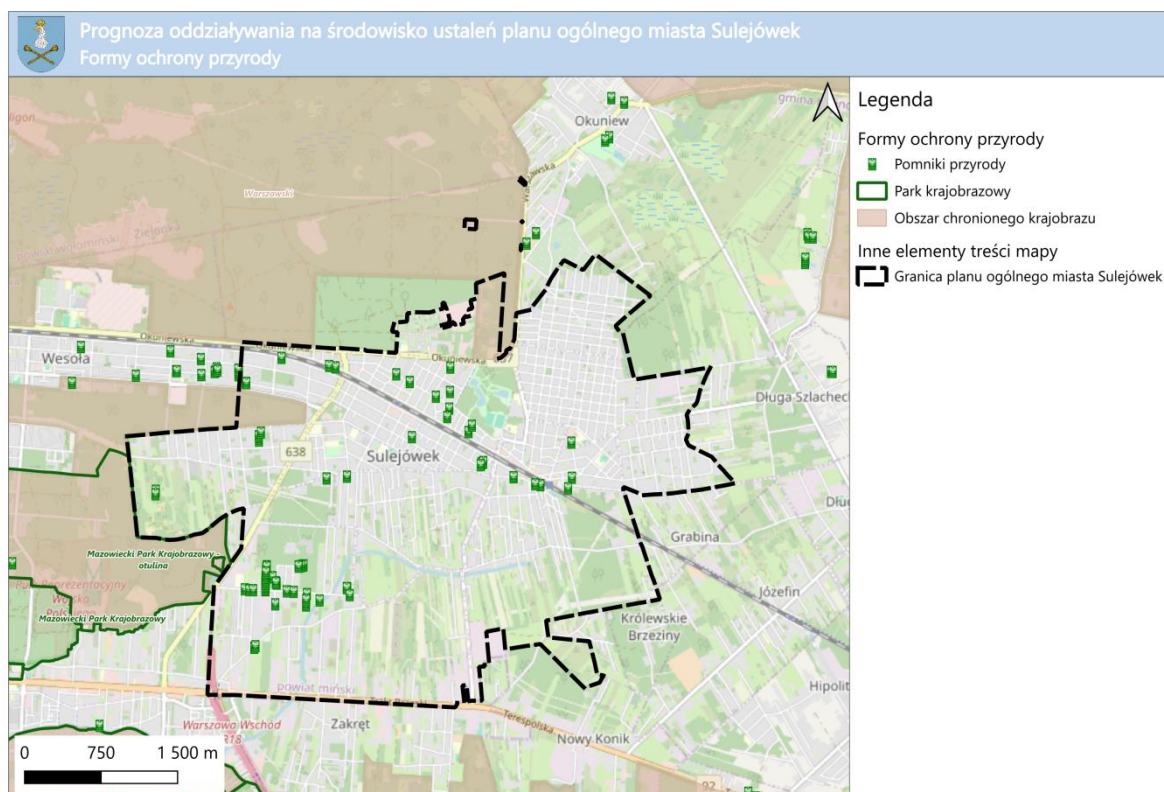 Prognoza oddziaływania na środowisko ustaleń planu ogólnego miasta Sulejówek
Formy ochrony przyrody
Legenda
Formy ochrony przyrody
Pomniki przyrody
Park krajobrazowy
Obszar chronionego krajobrazu
Inne elementy treści mapy
Granica planu ogólnego miasta Sulejówek
Okuniew
Warszawski
Zielonka
Okuniewska
Wesoła
Okuniewska
Długa Szlachecka
638
Sulejówek
Grabina
Mazowiecki Park Krajobrazowy -
otulina
Józefin
Mazowiecki Park Krajobrazowy
Królewskie
Brzeziny
powiat miński
Warszawa Wschód
Zakręt
Terespolska
Nowy Konik
92
0 750 1 500 m